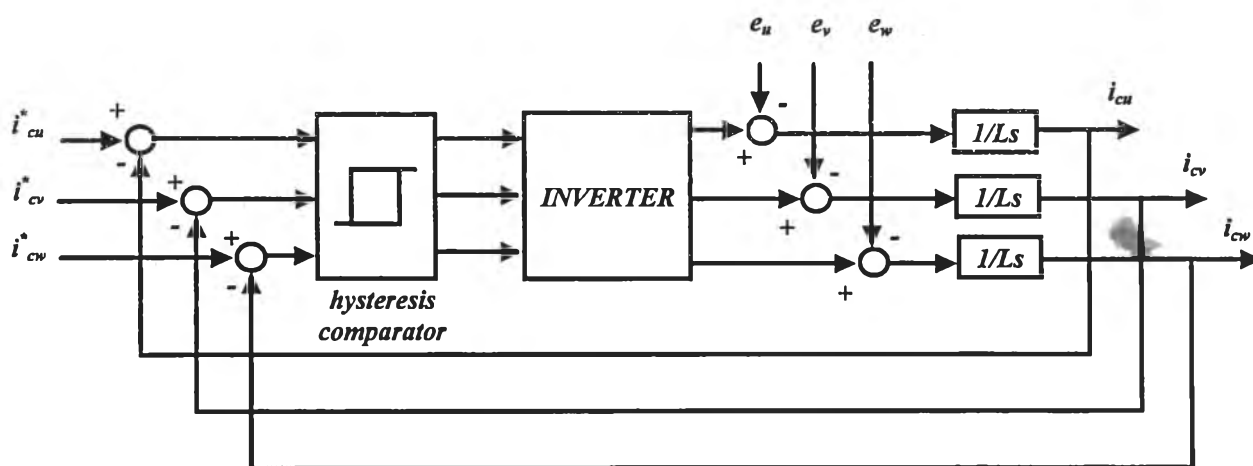 e_u e_v e_w
i*_cu + - + - 1/Ls i_cu
i*_cv + - INVERTER + - 1/Ls i_cv
i*_cw + - + - 1/Ls i_cw
hysteresis
comparator